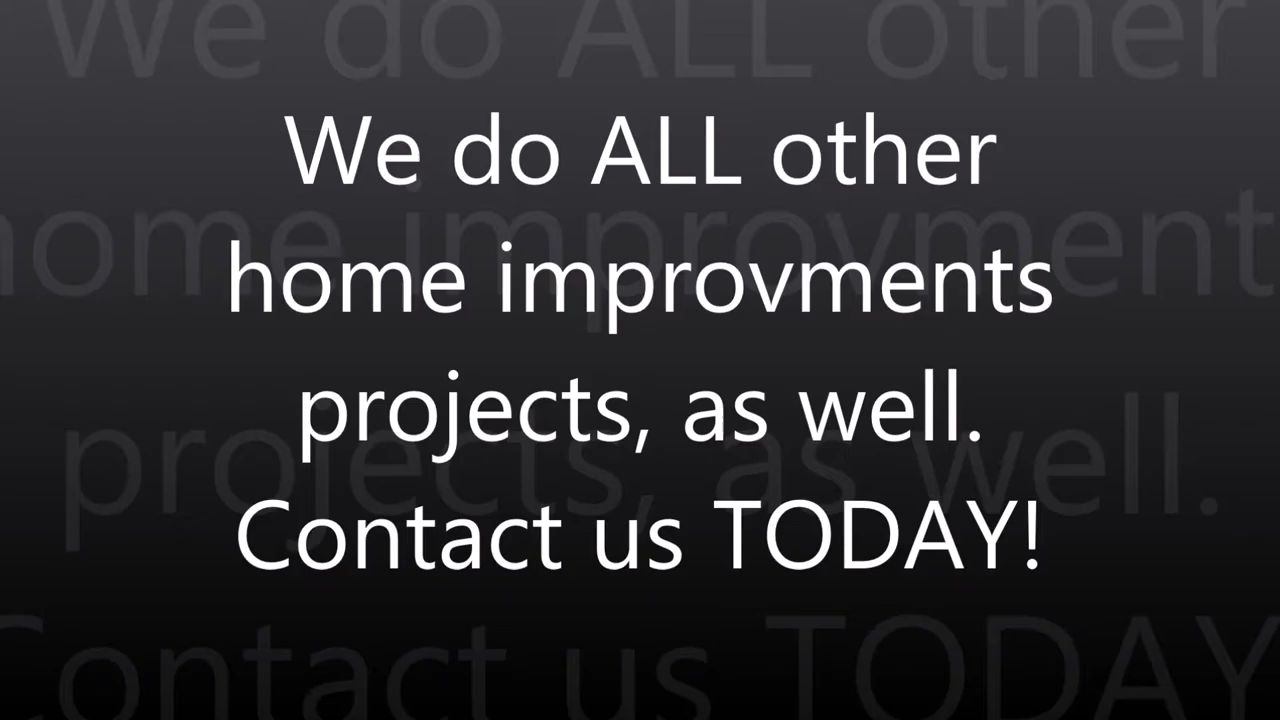 We do ALL other
home improvments
projects, as well.
Contact us TODAY!